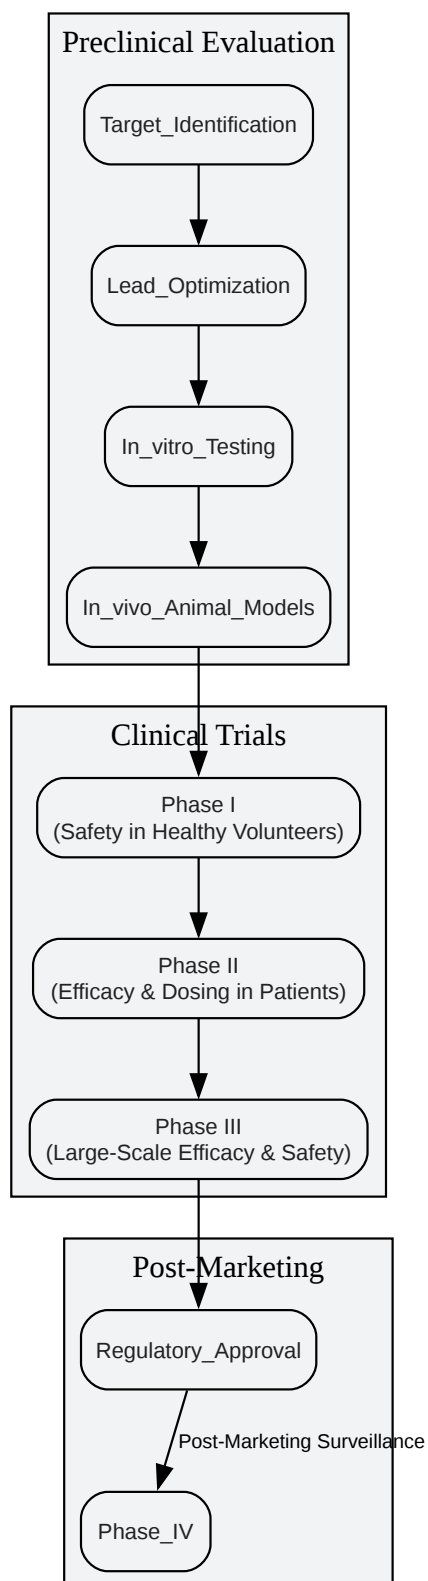 Preclinical Evaluation
Target_Identification
Lead_Optimization
In_vitro_Testing
In_vivo_Animal_Models
Clinical Trials
Phase I
(Safety in Healthy Volunteers)
Phase II
(Efficacy & Dosing in Patients)
Phase III
(Large-Scale Efficacy & Safety)
Post-Marketing
Regulatory_Approval
Post-Marketing Surveillance
Phase_IV